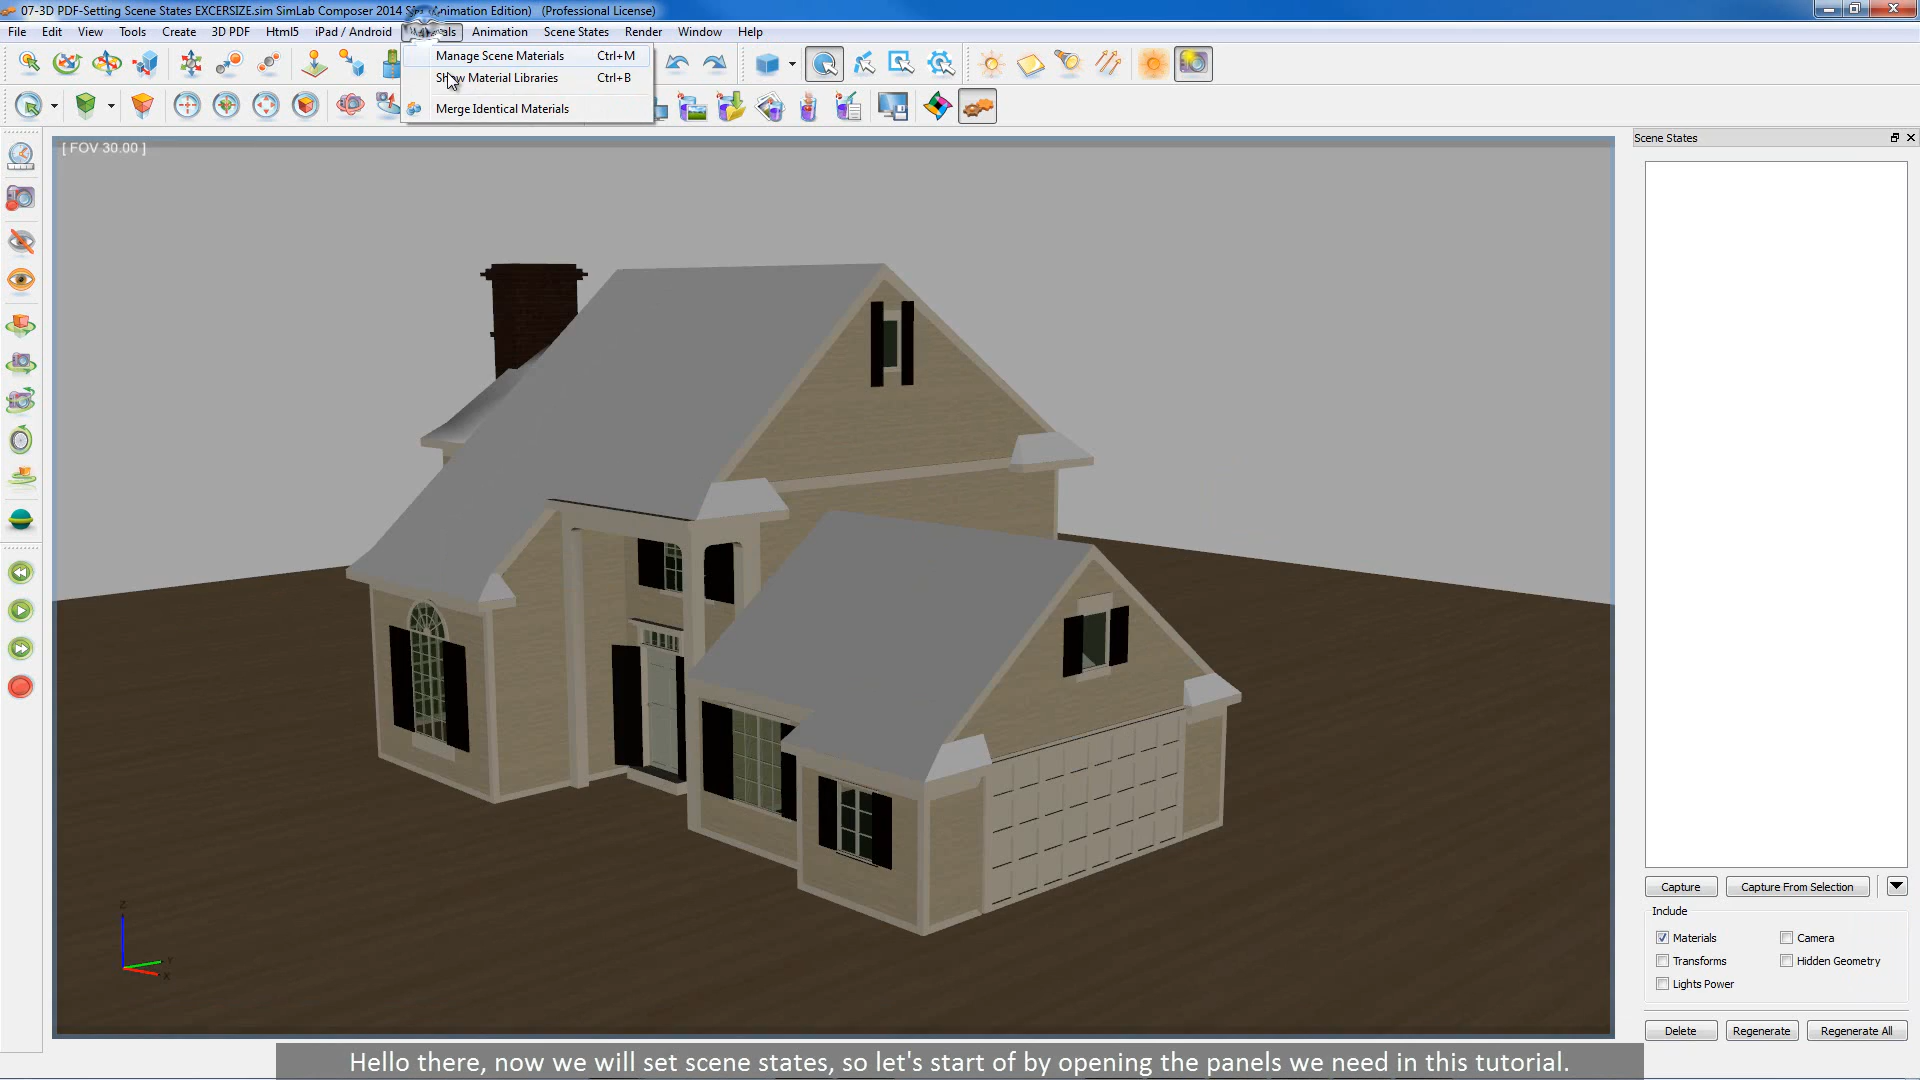 07-3D PDF-Setting Scene States EXCERSIZE.sim SimLab Composer 2014 Animation Edition) (Professional License)
File Edit View Tools Create 3D PDF Html5 iPad / Android Animation Scene States Render Window Help
Manage Scene Materials Ctrl+M
Show Material Libraries Ctrl+B
Merge Identical Materials
[ FOV 30.00 ]
Scene States
Z
Y
X
Capture Capture From Selection
Include
Materials Camera
Transforms Hidden Geometry
Lights Power
Delete Regenerate Regenerate All
Hello there, now we will set scene states, so let's start of by opening the panels we need in this tutorial.